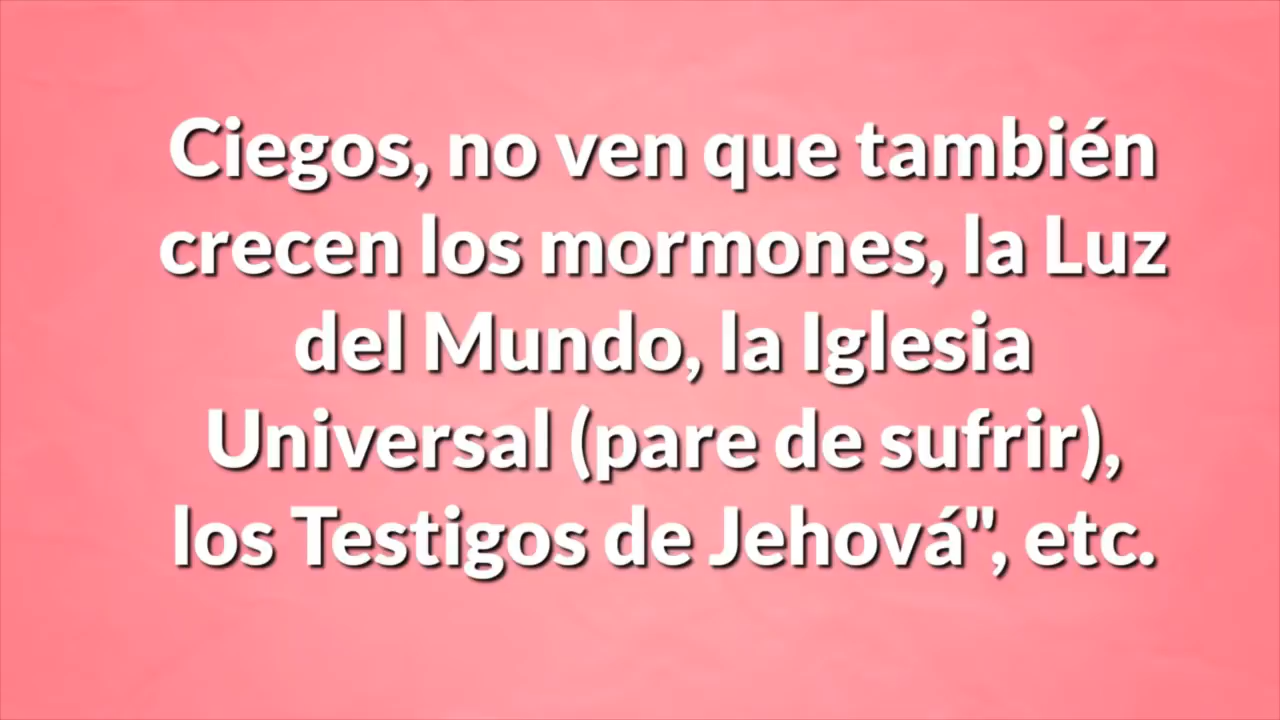 Ciegos, no ven que también
crecen los mormones, la Luz
del Mundo, la Iglesia
Universal (pare de sufrir),
los Testigos de Jehová", etc.